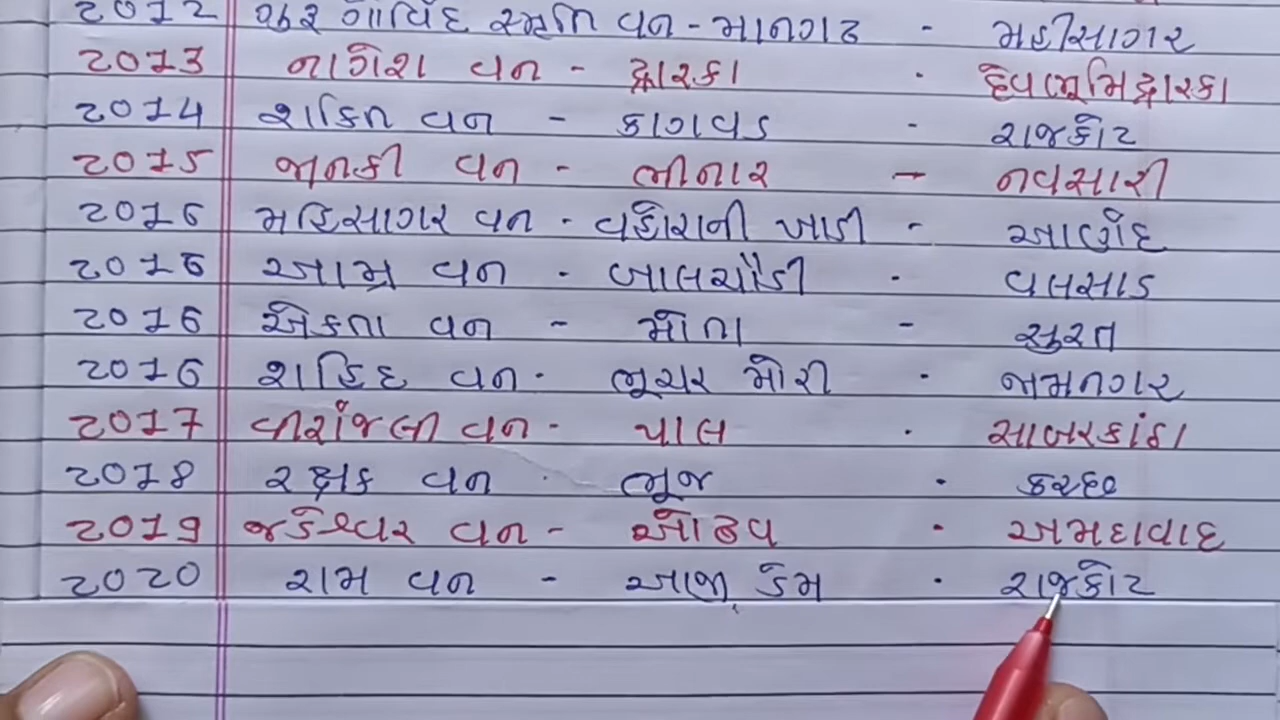 2012 ગોવિંદ સ્મૃતિ વન - માનગઢ - મહીસાગર
2013 નાગેશ વન - દ્વારકા · દેવભૂમિદ્વારકા
2014 શક્તિ વન - કાગવડ - રાજકોટ
2015 જાનકી વન - ભીનાર - નવસારી
2016 મહિસાગર વન - વહેરાની ખાડી - આણંદ
2016 આમ્ર વન - બાલચોંડી - વલસાડ
2016 એકતા વન - મોતા - સુરત
2016 શહિદ વન · ભૂચર મોરી · જામનગર
2017 વીરાંજલી વન - પાલ · સાબરકાંઠા
2018 રક્ષક વન · ભૂજ · કચ્છ
2019 જડેશ્વર વન - ઓઢવ · અમદાવાદ
2020 રામ વન - આજી ડેમ · રાજકોટ